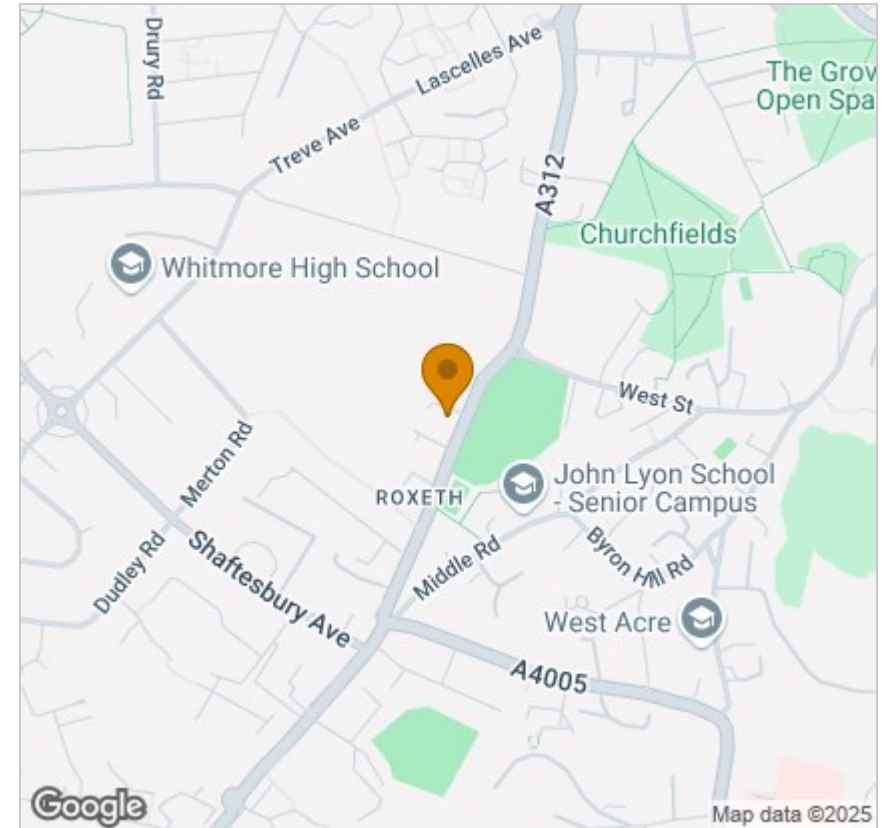 Drury Rd
Lascelles Ave
Treve Ave
The Grov
Open Spa
A312
Churchfields
Whitmore High School
West St
Merton Rd
ROXETH
John Lyon School
- Senior Campus
Dudley Rd
Shaftesbury Ave
Middle Rd
Byron Hill Rd
West Acre
A4005
Google
Map data ©2025